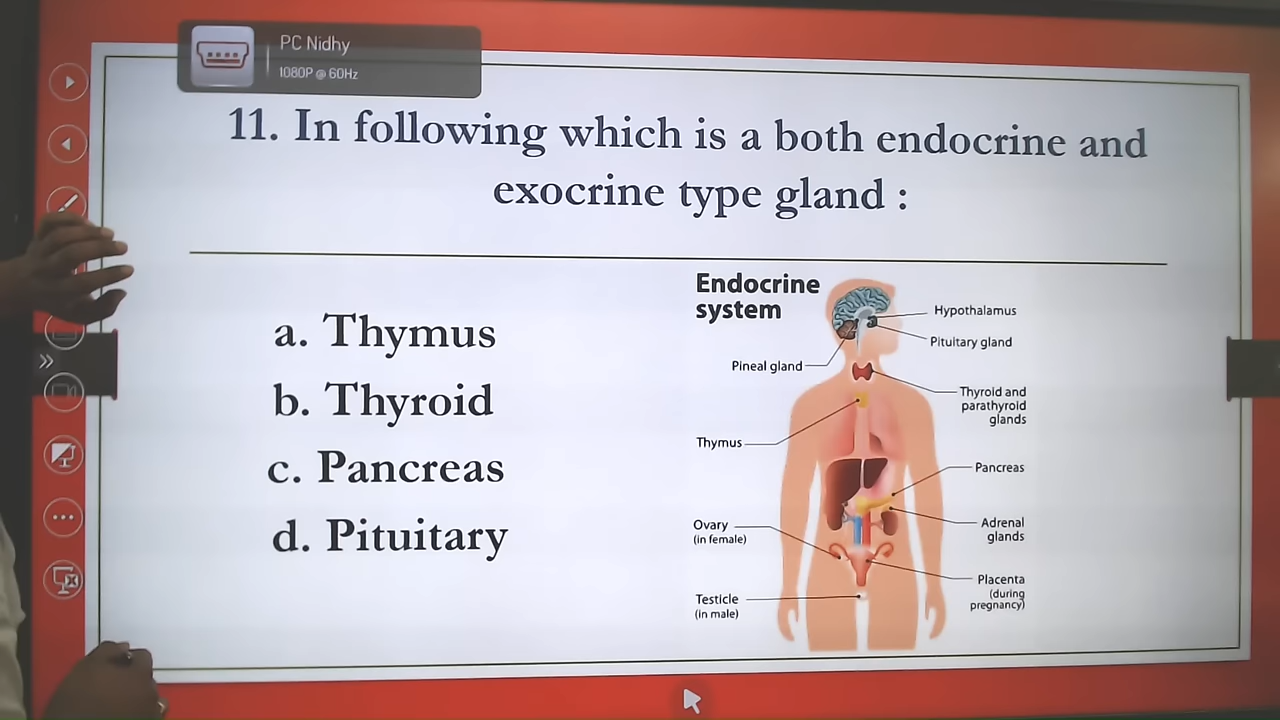 PC Nidhy
1080P @ 60Hz
11. In following which is a both endocrine and
exocrine type gland :
a. Thymus
b. Thyroid
c. Pancreas
d. Pituitary
Endocrine
system
Hypothalamus
Pituitary gland
Pineal gland
Thyroid and
parathyroid
glands
Thymus
Pancreas
Ovary
(in female)
Adrenal
glands
Placenta
(during
pregnancy)
Testicle
(in male)